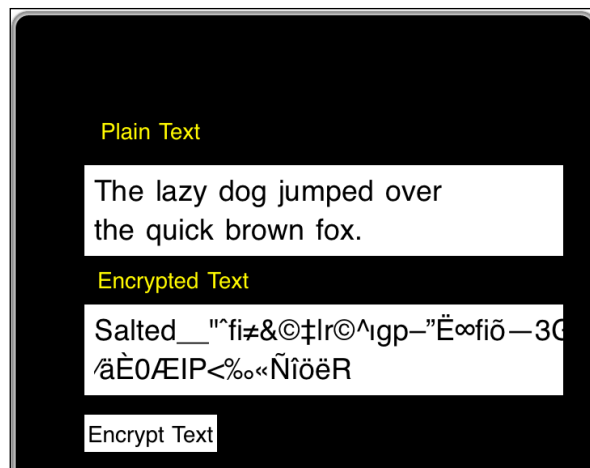 Plain Text
The lazy dog jumped over
the quick brown fox.
Encrypted Text
Salted__"ˆfi≠&©‡Ir©^ıgp–”Ë∞fiõ—3G
⁄äÈ0ÆIP<‰«ÑîöëR
Encrypt Text